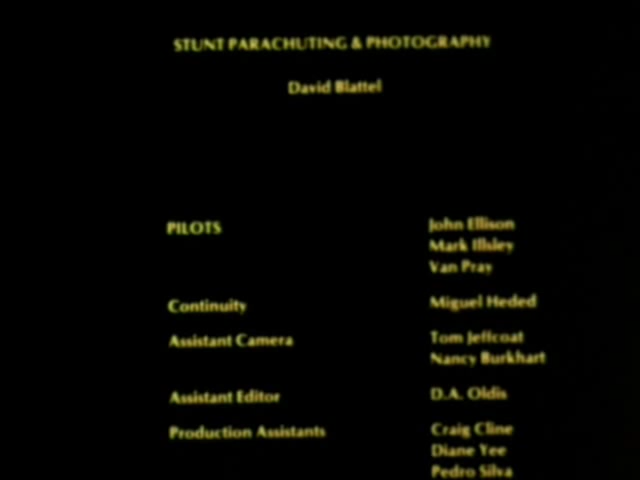 STUNT PARACHUTING & PHOTOGRAPHY
David Blattel
PILOTS John Ellison
Mark Illsley
Van Pray
Continuity Miguel Heded
Assistant Camera Tom Jeffcoat
Nancy Burkhart
Assistant Editor D.A. Oldis
Production Assistants Craig Cline
Diane Yee
Pedro Silva